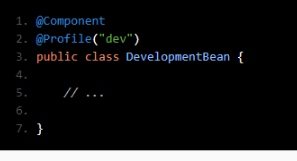 1. @Component
2. @Profile("dev")
3. public class DevelopmentBean {
4.
5. // ...
6.
7. }